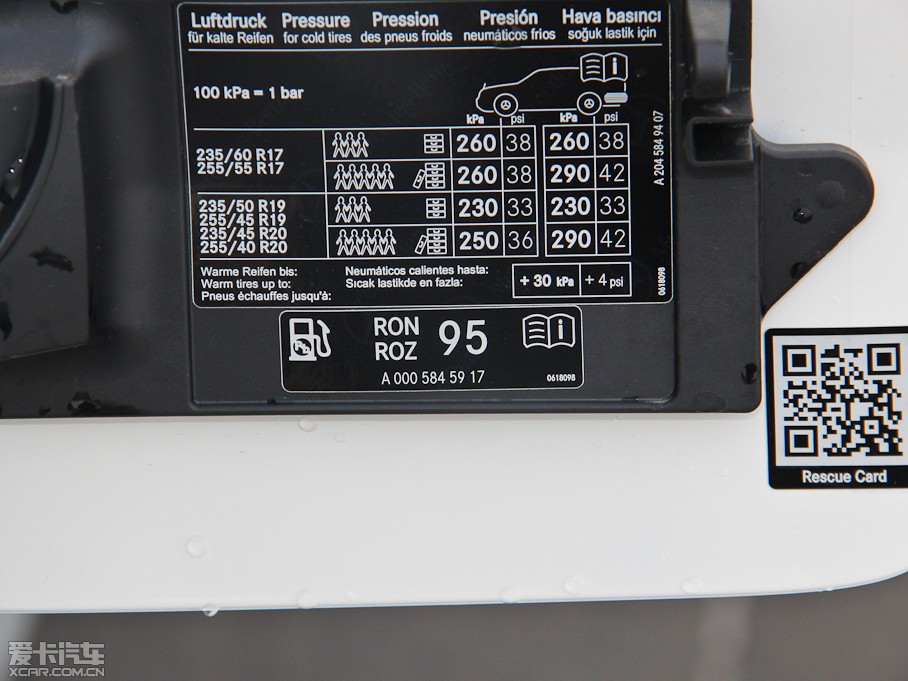 Luftdruck Pressure Pression Presión Hava basıncı
für kalte Reifen for cold tires des pneus froids neumáticos frios soğuk lastik için
100 kPa = 1 bar
kPa psi kPa psi
235/60 R17
255/55 R17
260 38 260 38
260 38 290 42
235/50 R19
255/45 R19
235/45 R20
255/40 R20
230 33 230 33
250 36 290 42
Warme Reifen bis: Neumáticos calientes hasta:
Warm tires up to: Sıcak lastikde en fazla:
Pneus échauffes jusqu'à:
+ 30 kPa + 4 psi
A 204 584 94 07
0618098
RON
ROZ 95
A 000 584 59 17 0618098
Rescue Card
爱卡汽车
XCAR.COM.CN